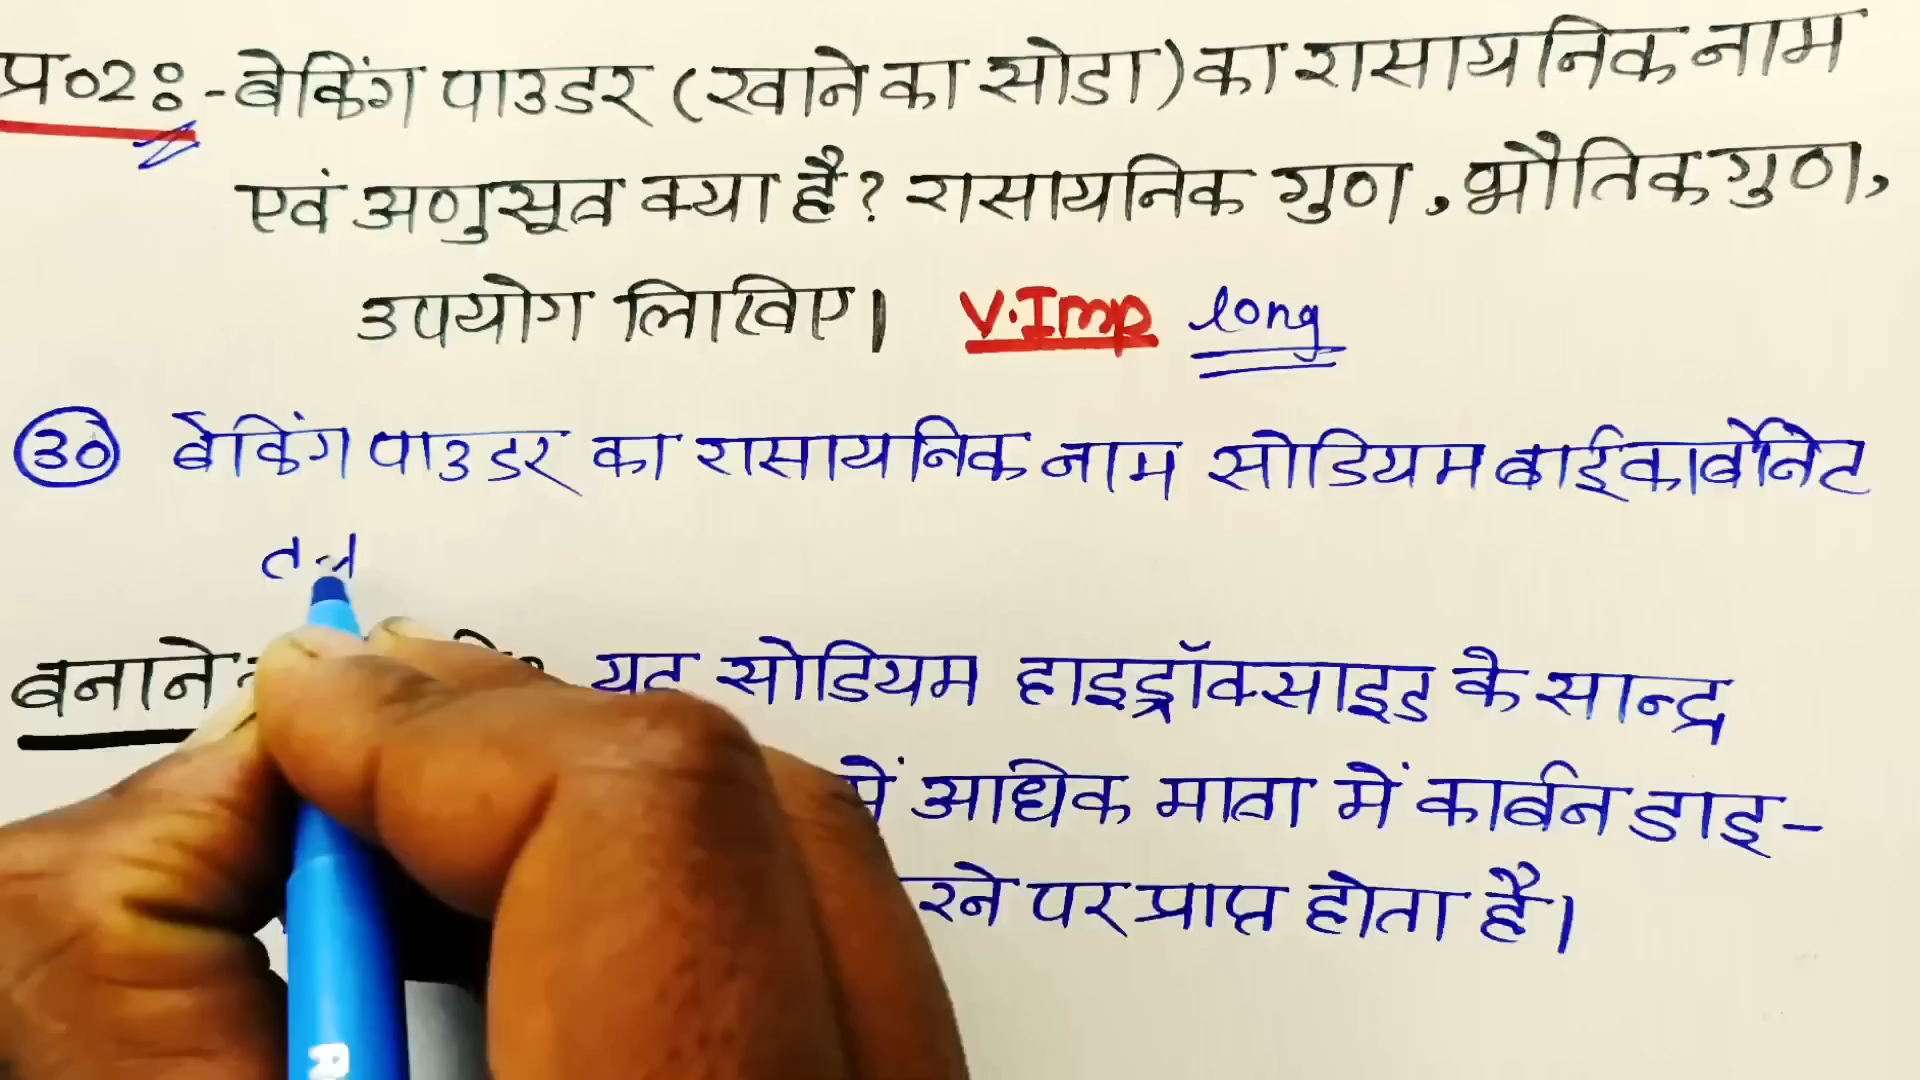 प्र०2:- बेकिंग पाउडर (खाने का सोडा) का रासायनिक नाम
एवं अणुसूत्र क्या है? रासायनिक गुण, भौतिक गुण,
उपयोग लिखिए। V.Imp long
उ० बेकिंग पाउडर का रासायनिक नाम सोडियम बाईकार्बोनेट
बनाने यह सोडियम हाइड्रॉक्साइड के सान्द्र
में अधिक मात्रा में कार्बन डाइ-
पर प्राप्त होता है।